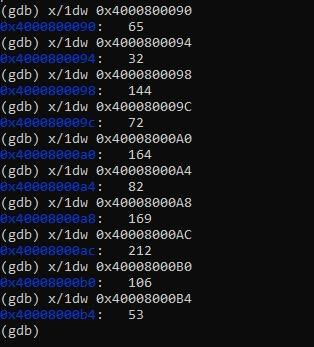 (gdb) x/1dw 0x4000800090
0x4000800090:   65
(gdb) x/1dw 0x4000800094
0x4000800094:   32
(gdb) x/1dw 0x4000800098
0x4000800098:   144
(gdb) x/1dw 0x400080009C
0x400080009c:   72
(gdb) x/1dw 0x40008000A0
0x40008000a0:   164
(gdb) x/1dw 0x40008000A4
0x40008000a4:   82
(gdb) x/1dw 0x40008000A8
0x40008000a8:   169
(gdb) x/1dw 0x40008000AC
0x40008000ac:   212
(gdb) x/1dw 0x40008000B0
0x40008000b0:   106
(gdb) x/1dw 0x40008000B4
0x40008000b4:   53
(gdb)